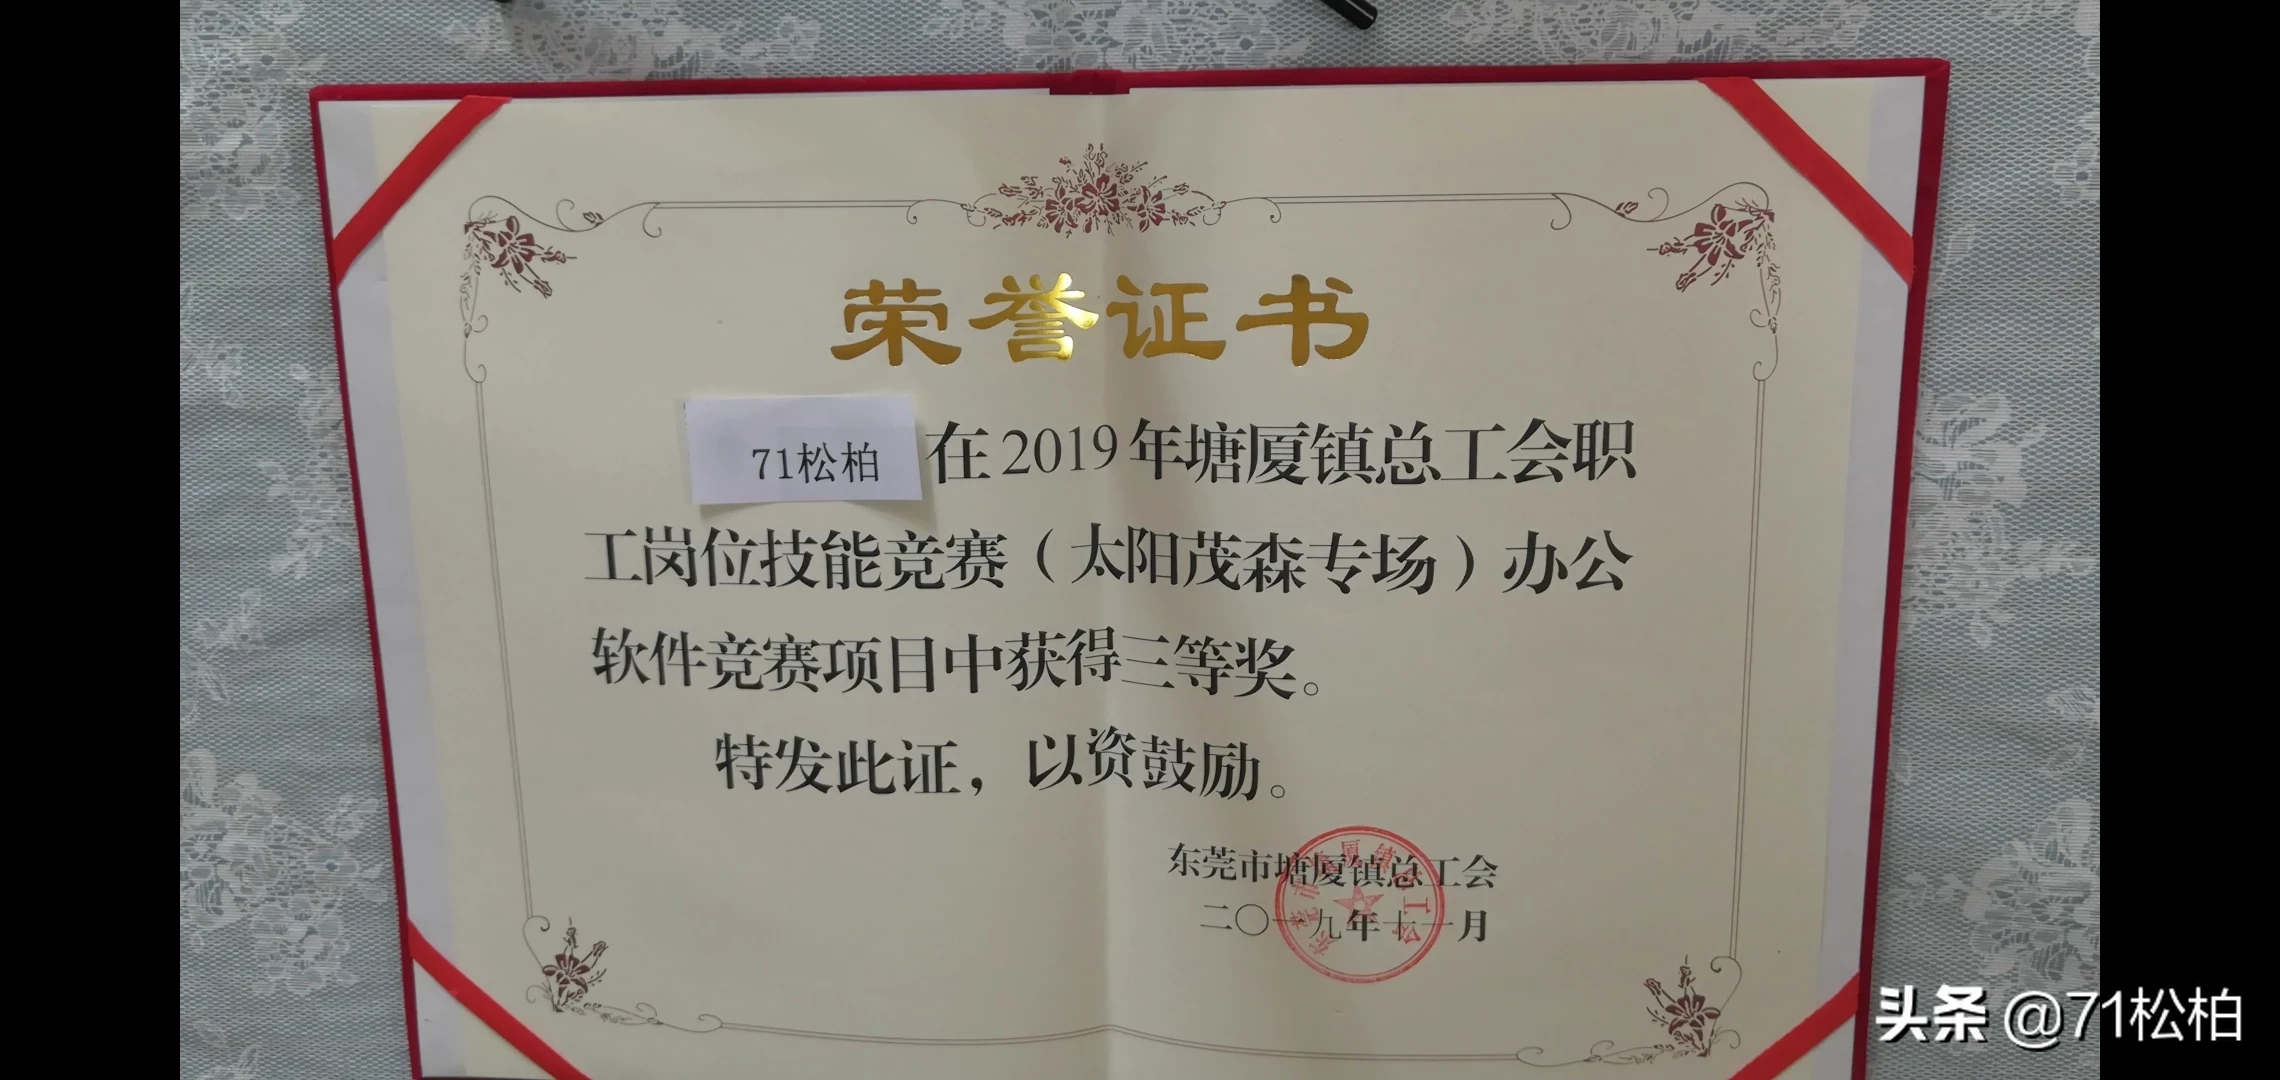 荣誉证书
71松柏 在2019年塘厦镇总工会职
工岗位技能竞赛（太阳茂森专场）办公
软件竞赛项目中获得三等奖。
特发此证，以资鼓励。
东莞市塘厦镇总工会
二〇一九年十一月
头条 @71松柏